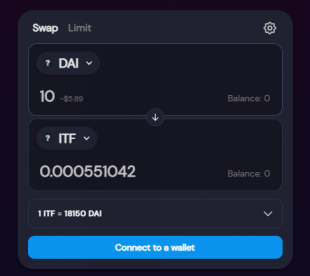 Swap Limit
? DAI
10 ~$5.89 Balance: 0
? ITF
0.000551042 Balance: 0
1 ITF = 18150 DAI
Connect to a wallet